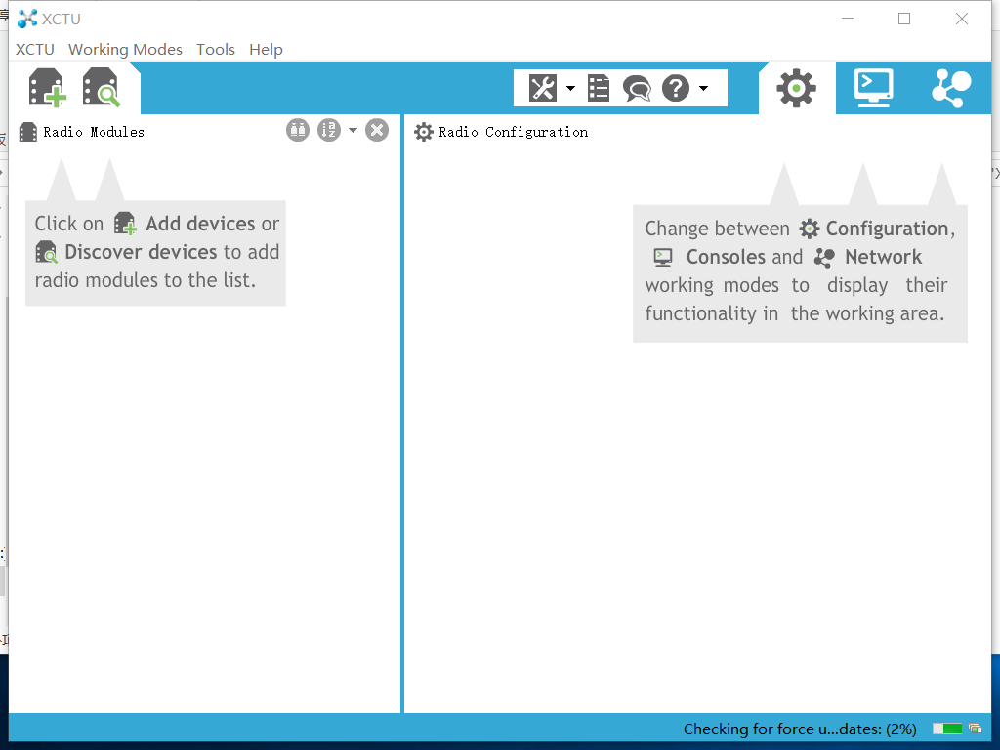 XCTU
XCTU Working Modes Tools Help
Radio Modules
Radio Configuration
Click on Add devices or
Discover devices to add
radio modules to the list.
Change between Configuration,
Consoles and Network
working modes to display their
functionality in the working area.
Checking for force u...dates: (2%)